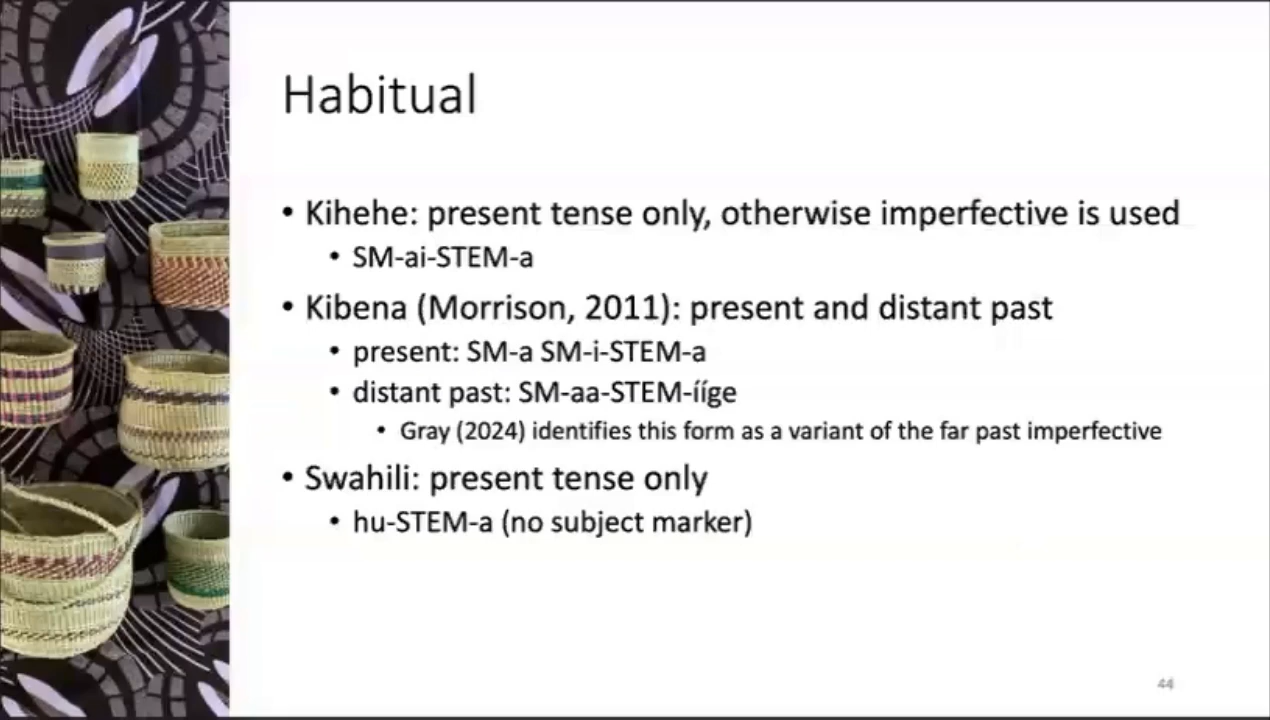 Habitual
• Kihehe: present tense only, otherwise imperfective is used
• SM-ai-STEM-a
• Kibena (Morrison, 2011): present and distant past
• present: SM-a SM-i-STEM-a
• distant past: SM-aa-STEM-ííge
• Gray (2024) identifies this form as a variant of the far past imperfective
• Swahili: present tense only
• hu-STEM-a (no subject marker)
44